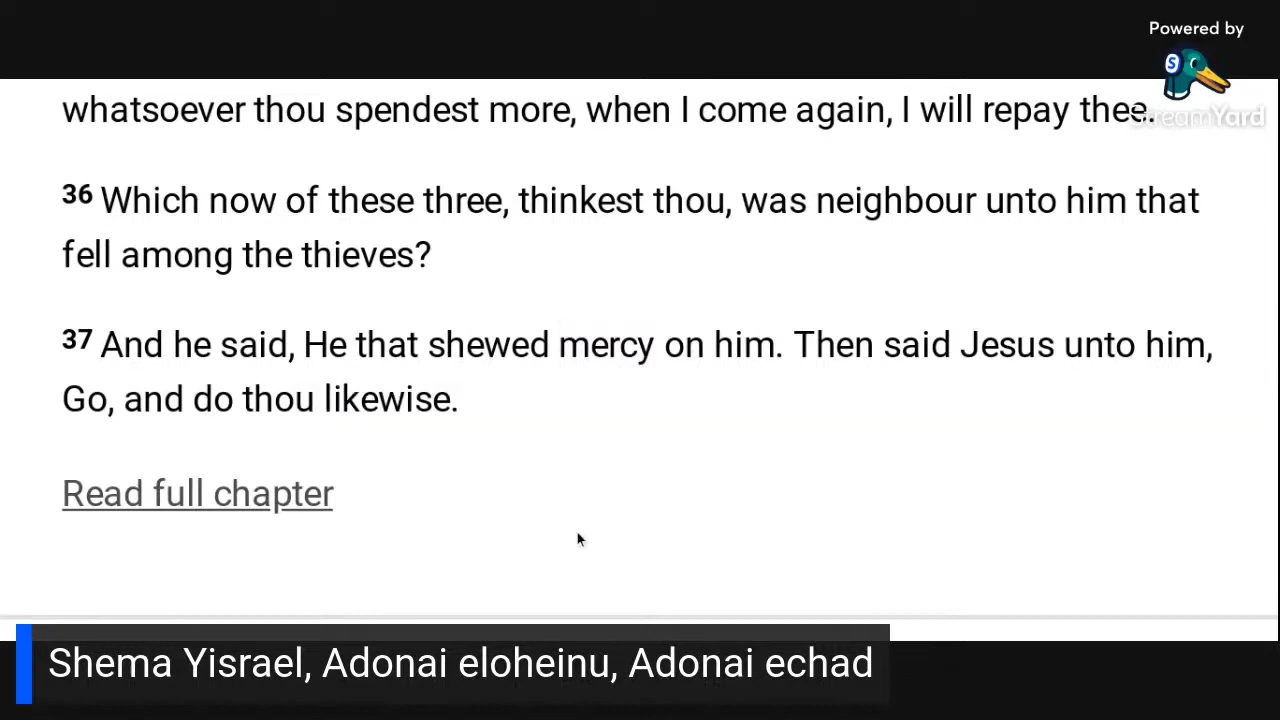 Powered by
S
StreamYard
whatsoever thou spendest more, when I come again, I will repay thee.
36 Which now of these three, thinkest thou, was neighbour unto him that
fell among the thieves?
37 And he said, He that shewed mercy on him. Then said Jesus unto him,
Go, and do thou likewise.
Read full chapter
Shema Yisrael, Adonai eloheinu, Adonai echad